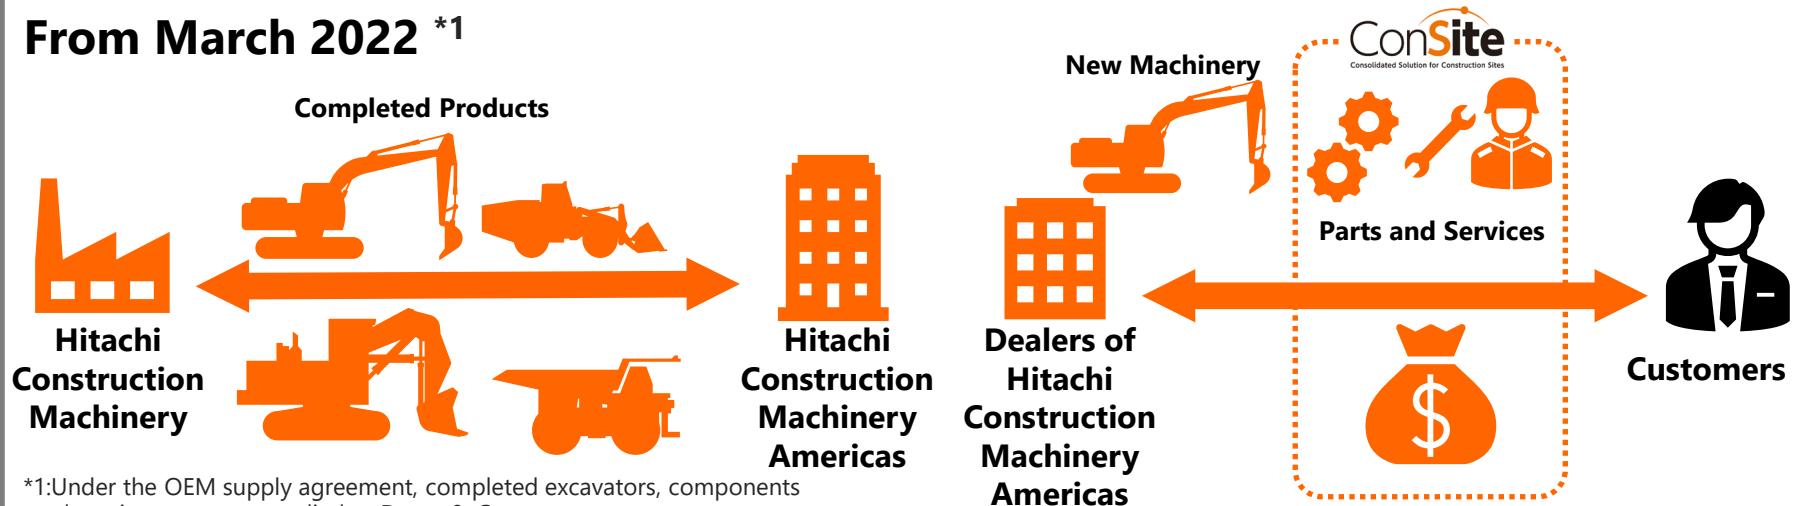 From March 2022 *1
Completed Products
Hitachi
Construction
Machinery
Hitachi
Construction
Machinery
Americas
New Machinery
Dealers of
Hitachi
Construction
Machinery
Americas
ConSite
Consolidated Solution for Construction Sites
Parts and Services
$
Customers
*1:Under the OEM supply agreement, completed excavators, components